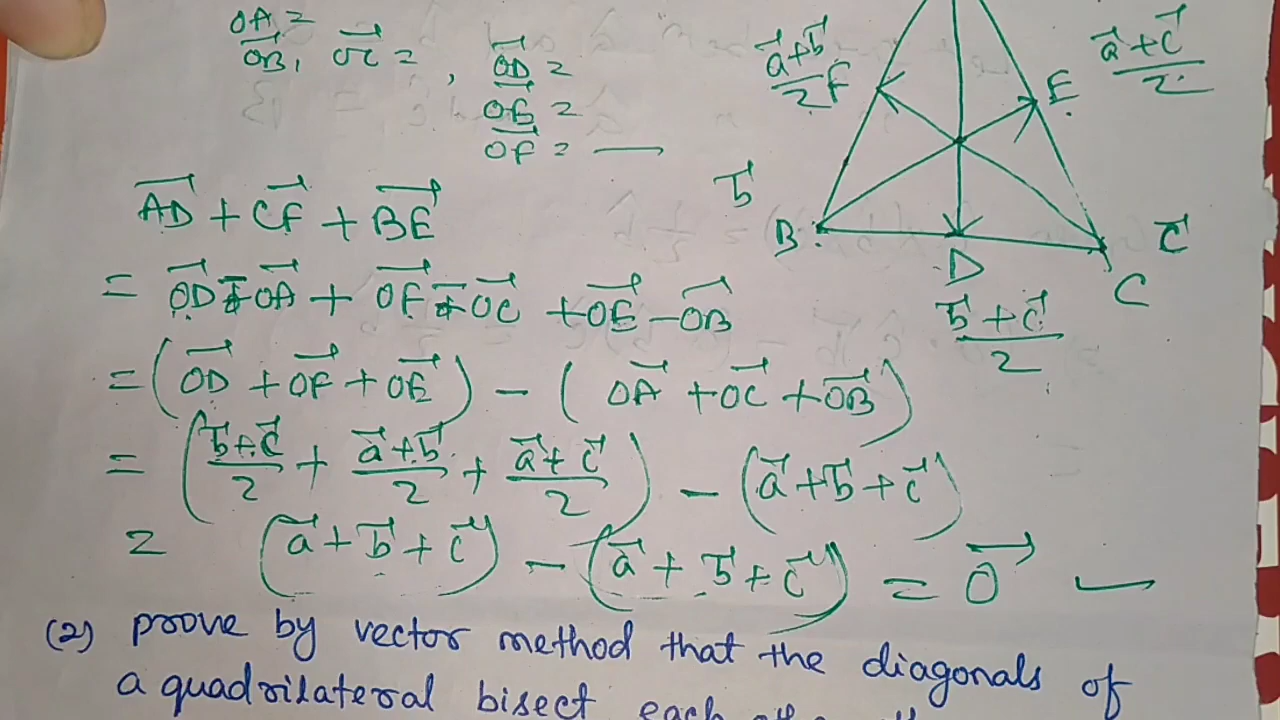 OA⃗ =
OB⃗, OC⃗ = , OD⃗ =
OE⃗ =
OF⃗ = —
(a⃗+b⃗)/2 F
(a⃗+c⃗)/2
E
b⃗
B
D
C
c⃗
(b⃗+c⃗)/2
AD⃗ + CF⃗ + BE⃗
= OD⃗ - OA⃗ + OF⃗ - OC⃗ + OE⃗ - OB⃗
= (OD⃗ + OF⃗ + OE⃗) - (OA⃗ + OC⃗ + OB⃗)
= ((b⃗+c⃗)/2 + (a⃗+b⃗)/2 + (a⃗+c⃗)/2) - (a⃗+b⃗+c⃗)
= (a⃗+b⃗+c⃗) - (a⃗+b⃗+c⃗) = 0⃗ —
(2) prove by vector method that the diagonals of
a quadrilateral bisect each